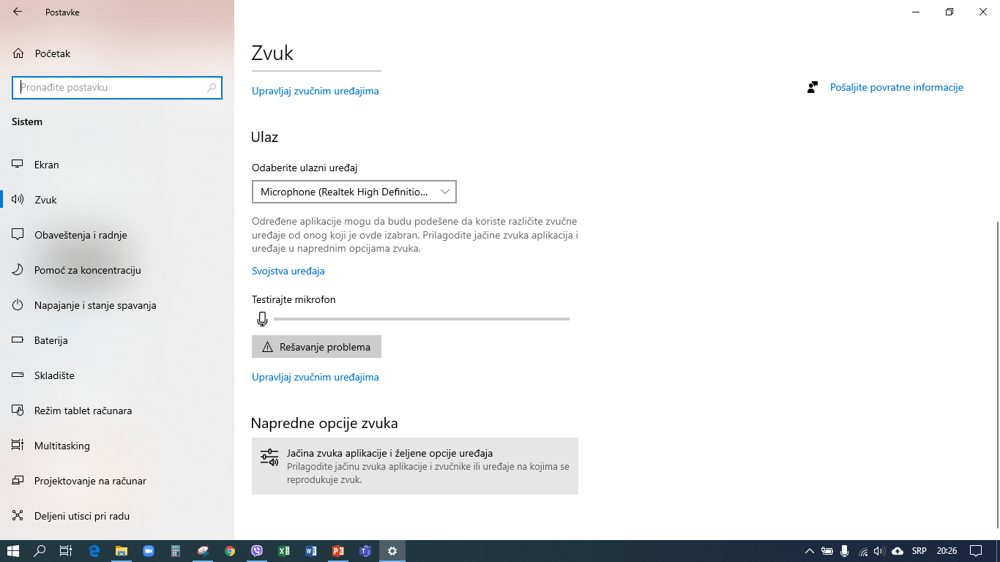 Postavke
Početak
Pronađite postavku
Sistem
Ekran
Zvuk
Obaveštenja i radnje
Pomoć za koncentraciju
Napajanje i stanje spavanja
Baterija
Skladište
Režim tablet računara
Multitasking
Projektovanje na računar
Deljeni utisci pri radu
Zvuk
Upravljaj zvučnim uređajima
Ulaz
Odaberite ulazni uređaj
Microphone (Realtek High Definitio...
Određene aplikacije mogu da budu podešene da koriste različite zvučne
uređaje od onog koji je ovde izabran. Prilagodite jačine zvuka aplikacija i
uređaje u naprednim opcijama zvuka.
Svojstva uređaja
Testirajte mikrofon
Rešavanje problema
Upravljaj zvučnim uređajima
Napredne opcije zvuka
Jačina zvuka aplikacije i željene opcije uređaja
Prilagodite jačinu zvuka aplikacije i zvučnike ili uređaje na kojima se
reprodukuje zvuk.
Pošaljite povratne informacije
SRP 20:26